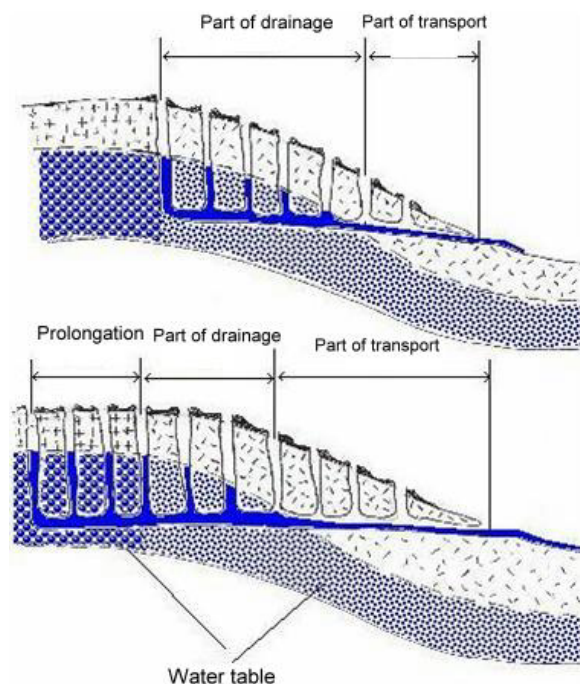 Part of drainage
Part of transport
Prolongation
Part of drainage
Part of transport
Water table